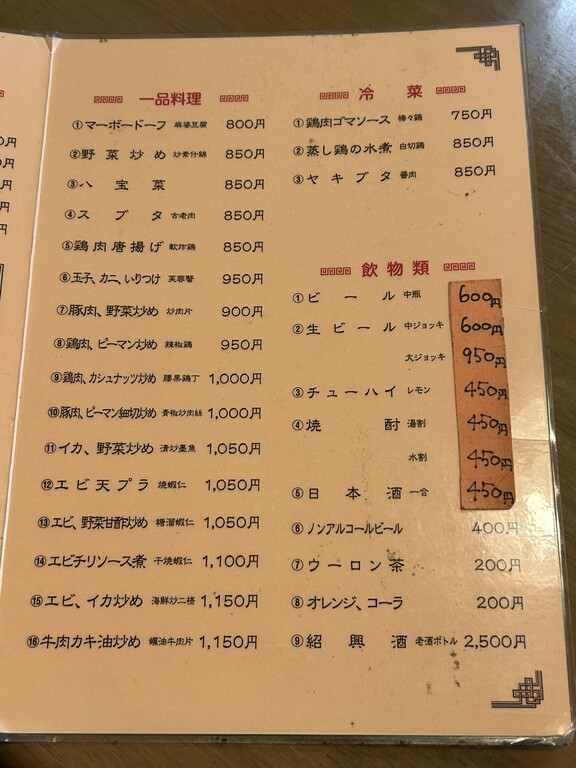 一品料理
①マーボードーフ 麻婆豆腐 800円
②野菜炒め 炒素什錦 850円
③八宝菜 850円
④スブタ 古老肉 850円
⑤鶏肉唐揚げ 軟炸鶏 850円
⑥玉子、カニ、いりつけ 芙蓉蟹 950円
⑦豚肉、野菜炒め 炒肉片 900円
⑧鶏肉、ピーマン炒め 辣椒鶏 950円
⑨鶏肉、カシュナッツ炒め 腰果鶏丁 1,000円
⑩豚肉、ピーマン細切炒め 青椒炒肉絲 1,000円
⑪イカ、野菜炒め 清炒墨魚 1,050円
⑫エビ天プラ 焼蝦仁 1,050円
⑬エビ、野菜甘酢炒め 糖溜蝦仁 1,050円
⑭エビチリソース煮 干焼蝦仁 1,100円
⑮エビ、イカ炒め 海鮮炒二様 1,150円
⑯牛肉カキ油炒め 蠣油牛肉片 1,150円
冷菜
①鶏肉ゴマソース 棒々鶏 750円
②蒸し鶏の水煮 白切鶏 850円
③ヤキブタ 醤肉 850円
飲物類
①ビール 中瓶 600円
②生ビール 中ジョッキ 600円
大ジョッキ 950円
③チューハイ レモン 450円
④焼酎 湯割 450円
水割 450円
⑤日本酒 一合 450円
⑥ノンアルコールビール 400円
⑦ウーロン茶 200円
⑧オレンジ、コーラ 200円
⑨紹興酒 老酒ボトル 2,500円